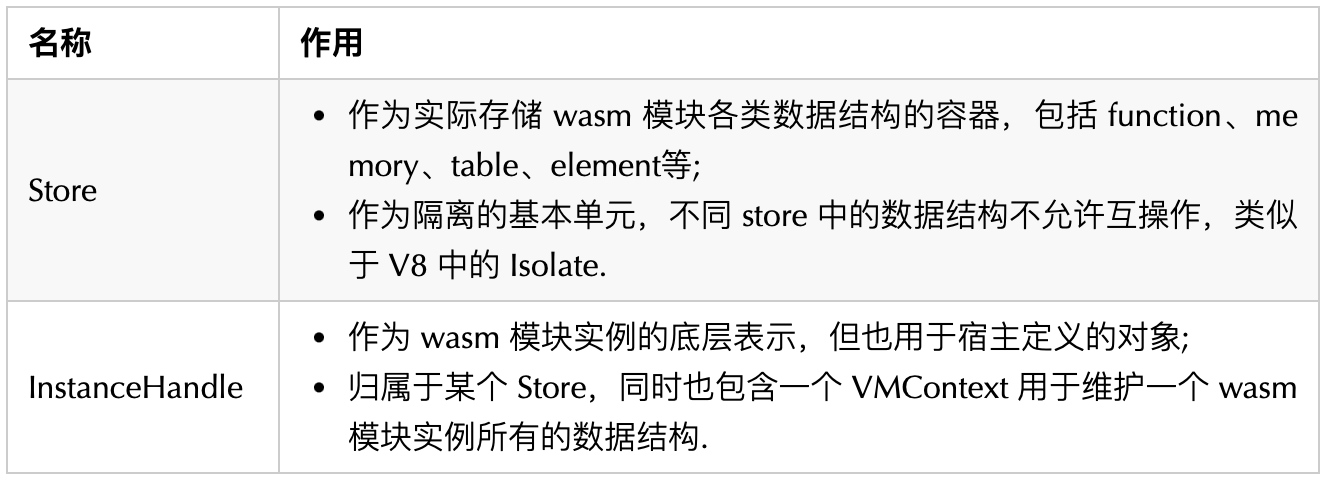 名称
作用
Store
• 作为实际存储 wasm 模块各类数据结构的容器，包括 function、me
mory、table、element等;
• 作为隔离的基本单元，不同 store 中的数据结构不允许互操作，类似
于 V8 中的 Isolate.
InstanceHandle
• 作为 wasm 模块实例的底层表示，但也用于宿主定义的对象;
• 归属于某个 Store，同时也包含一个 VMContext 用于维护一个 wasm
模块实例所有的数据结构.